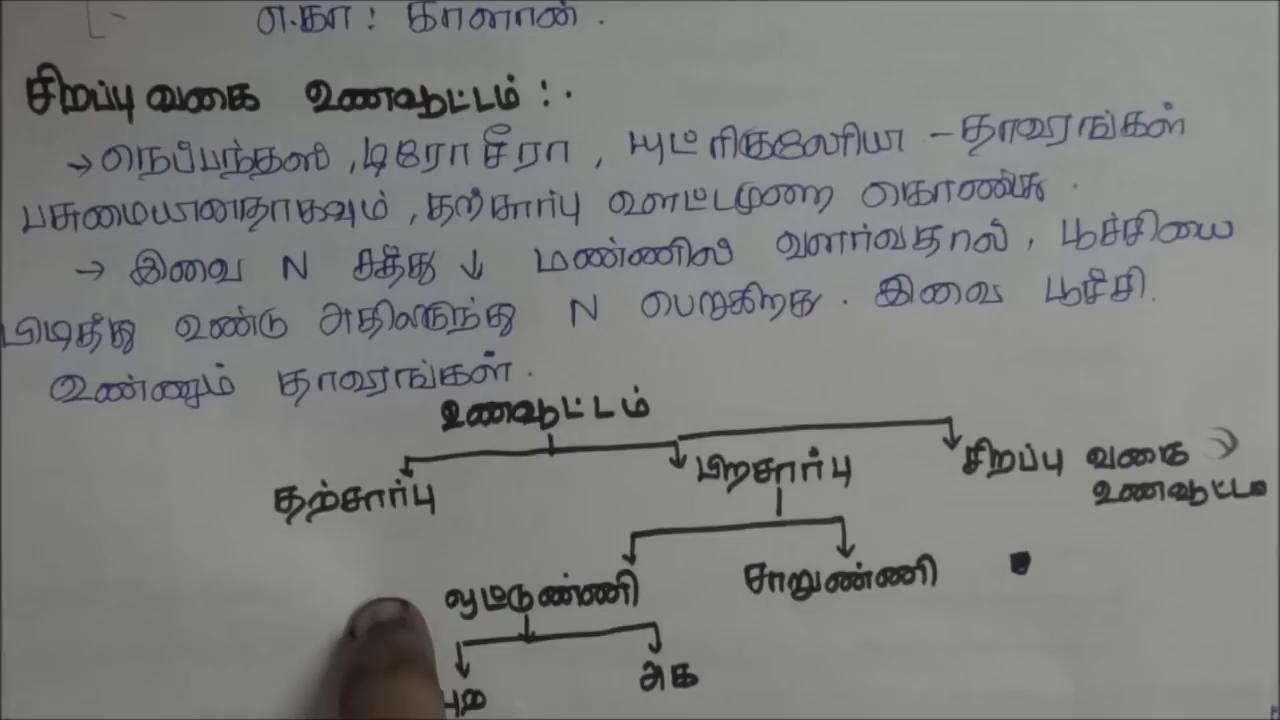 எ.கா : காளான் .
சிறப்பு வகை உணவூட்டம் : .
→ நெப்பந்தஸ் , டிரோசீரா , யுட்ரிகுலேரியா – தாவரங்கள்
பசுமையானதாகவும் , தற்சார்பு ஊட்டமுறை கொண்டது .
→ இவை N சத்து ↓ மண்ணில் வளர்வதால் , பூச்சியை
பிடித்து உண்டு அதிலிருந்து N பெறுகிறது . இவை பூச்சி
உண்ணும் தாவரங்கள் .
உணவூட்டம்
தற்சார்பு பிறசார்பு சிறப்பு வகை
உணவூட்டம்
ஒட்டுண்ணி சாறுண்ணி
புற அக